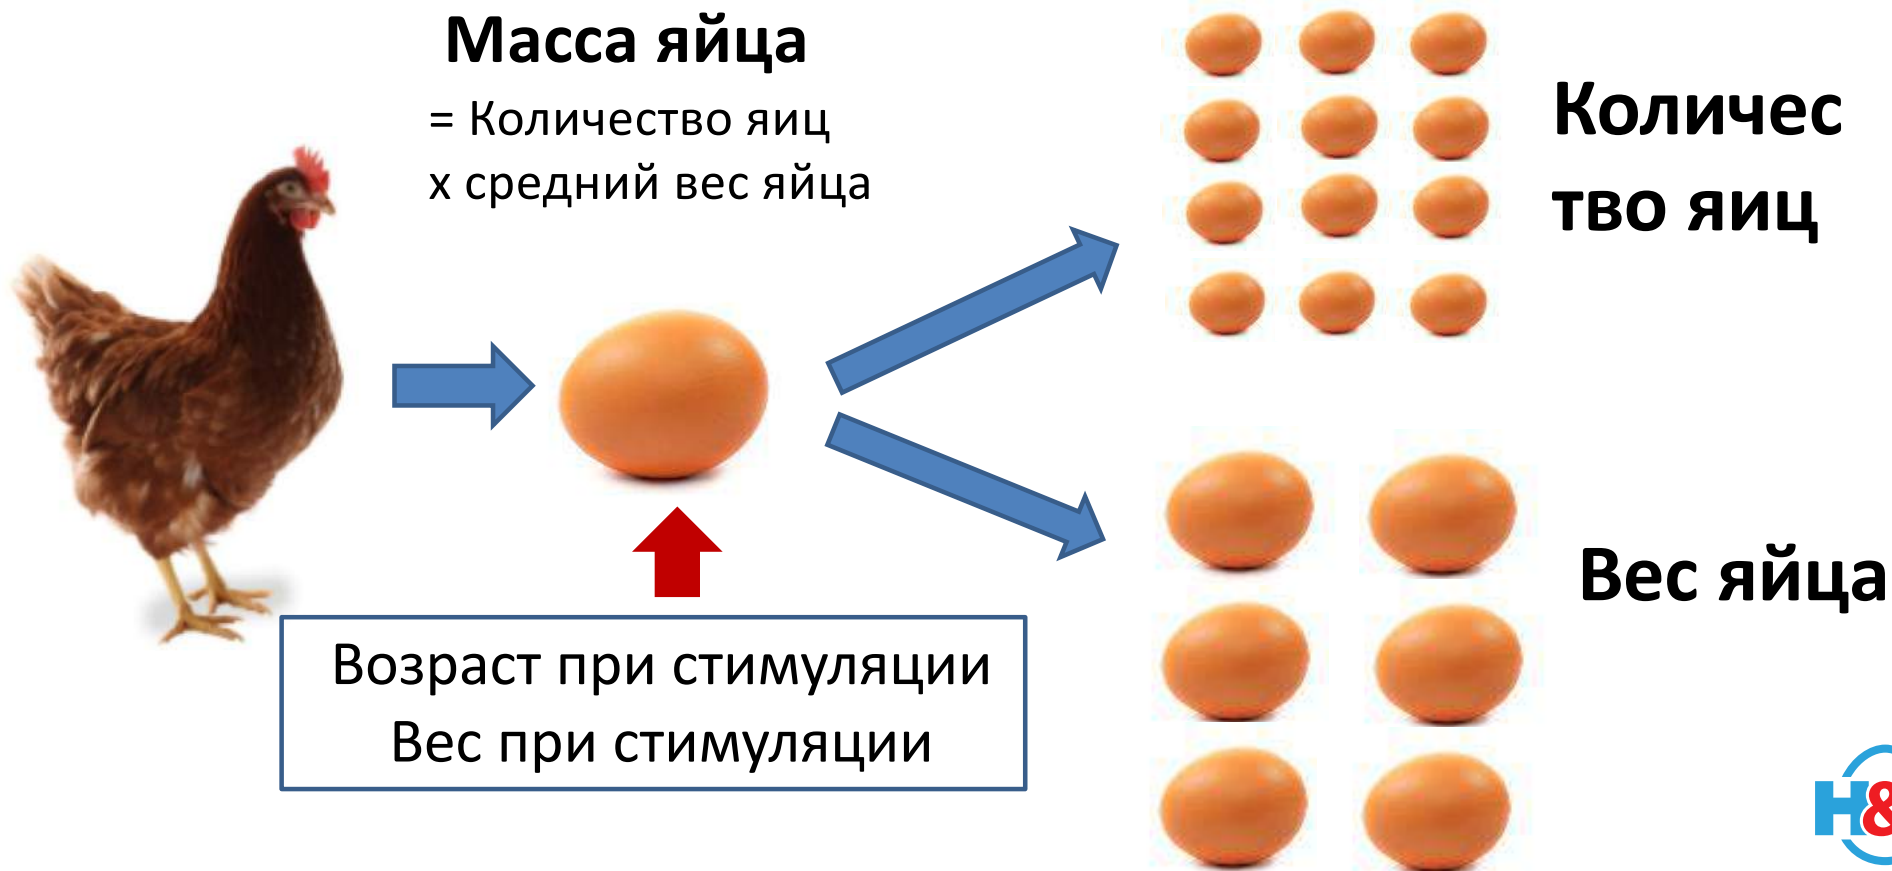 Масса яйца
= Количество яиц
х средний вес яйца
Количес
тво яиц
Вес яйца
Возраст при стимуляции
Вес при стимуляции
H&